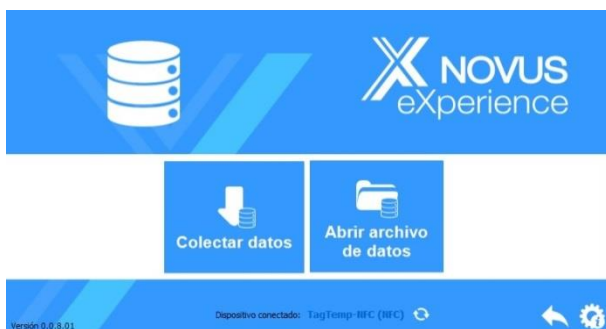 NOVUS
eXperience
Colectar datos
Abrir archivo
de datos
Dispositivo conectado: TagTemp-NFC (NFC)
Versión 0.0.8.01